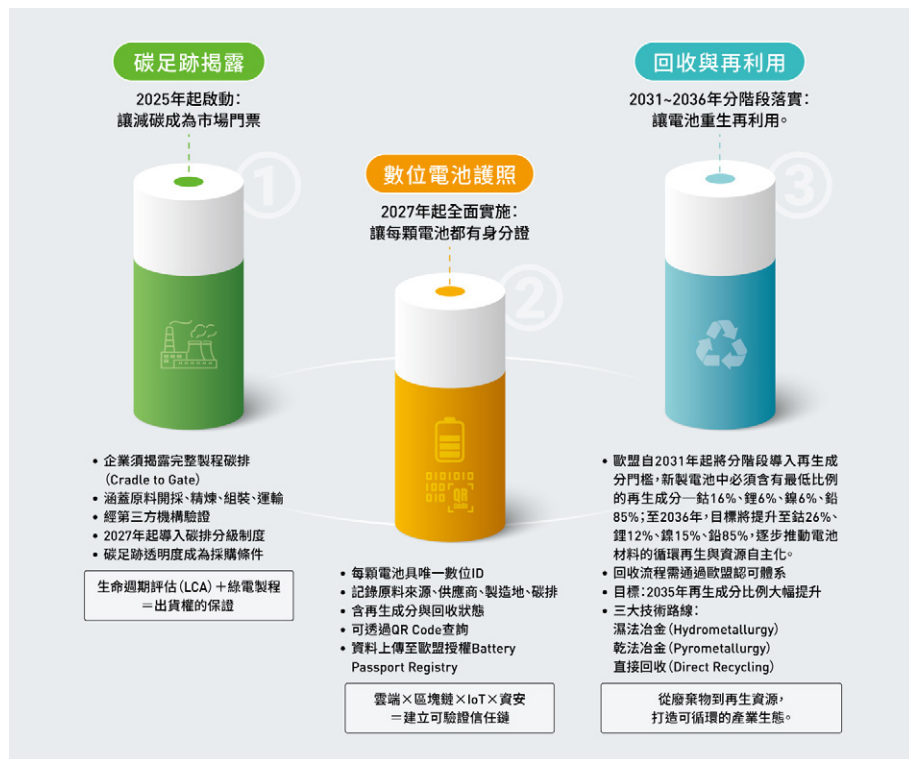 碳足跡揭露
2025年起啟動：
讓減碳成為市場門票
1
• 企業須揭露完整製程碳排
（Cradle to Gate）
• 涵蓋原料開採、精煉、組裝、運輸
• 經第三方機構驗證
• 2027年起導入碳排分級制度
• 碳足跡透明度成為採購條件
生命週期評估（LCA）＋綠電製程
＝出貨權的保證
數位電池護照
2027年起全面實施：
讓每顆電池都有身分證
2
0101010
010
000
QR
• 每顆電池具唯一數位ID
• 記錄原料來源、供應商、製造地、碳排
• 含再生成分與回收狀態
• 可透過QR Code查詢
• 資料上傳至歐盟授權Battery
Passport Registry
雲端×區塊鏈×IoT×資安
＝建立可驗證信任鏈
回收與再利用
2031~2036年分階段落實：
讓電池重生再利用。
3
• 歐盟自2031年起將分階段導入再生成
分門檻，新製電池中必須含有最低比例
的再生成分—鈷16%、鋰6%、鎳6%、鉛
85%；至2036年，目標將提升至鈷26%、
鋰12%、鎳15%、鉛85%，逐步推動電池
材料的循環再生與資源自主化。
• 回收流程需通過歐盟認可體系
• 目標：2035年再生成分比例大幅提升
• 三大技術路線：
濕法冶金（Hydrometallurgy）
乾法冶金（Pyrometallurgy）
直接回收（Direct Recycling）
從廢棄物到再生資源，
打造可循環的產業生態。